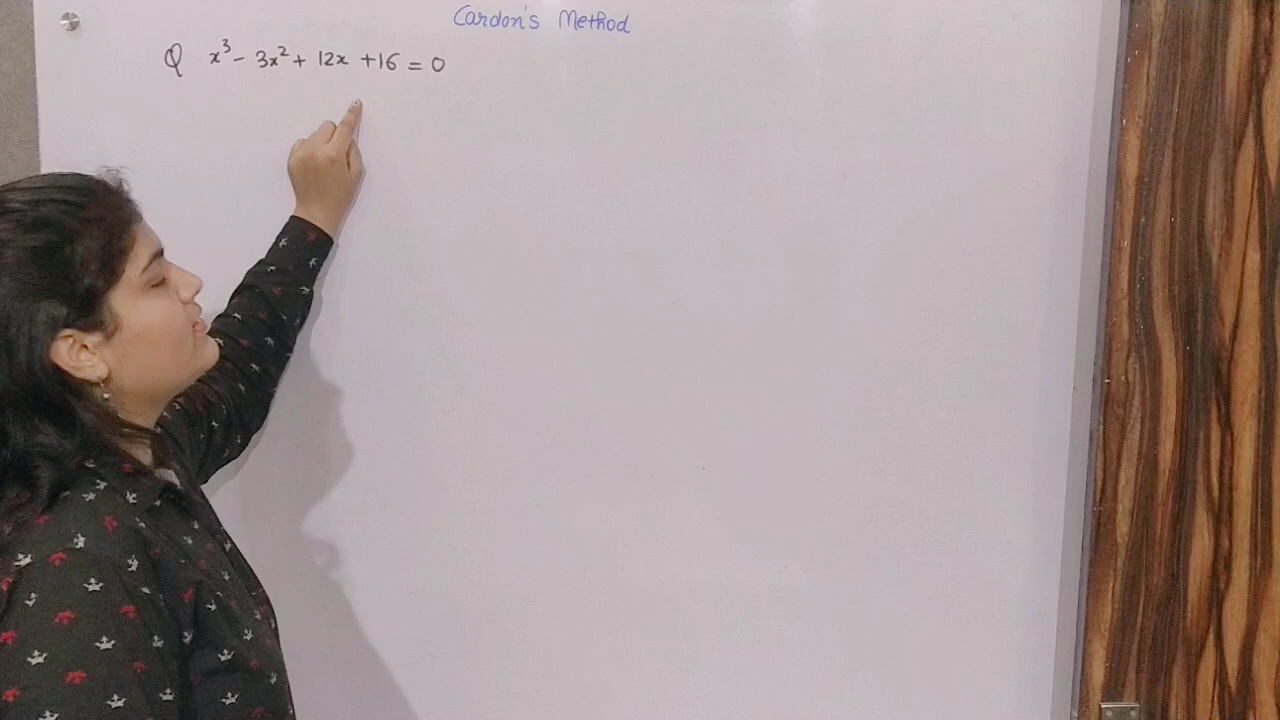 Cardon's Method
Q x³ - 3x² + 12x + 16 = 0